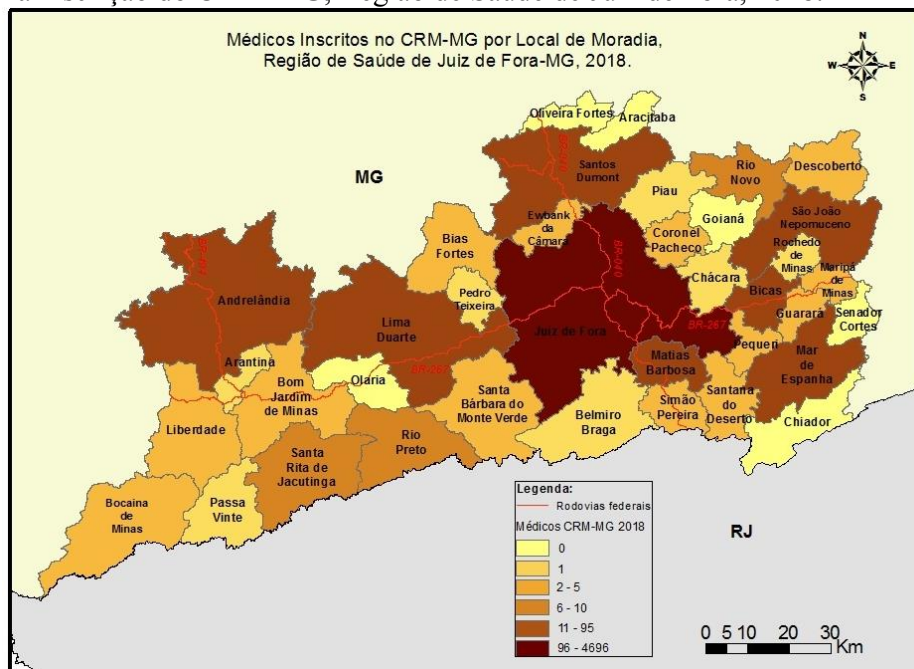 Médicos Inscritos no CRM-MG por Local de Moradia,
Região de Saúde de Juiz de Fora-MG, 2018.
N
W E
S
MG
Oliveira Fortes
Aracitaba
Santos
Dumont
BR-040
Piau
Rio
Novo
Descoberto
Ewbank
da
Câmara
Goianá
São João
Nepomuceno
Bias
Fortes
Coronel
Pacheco
Rochedo
de Minas
BR-040
Chácara
Maripá
de Minas
Andrelândia
Pedro
Teixeira
Bicas
Guarará
Senador
Cortes
Lima
Duarte
Juiz de Fora
BR-267
Pequeri
Arantina
Matias
Barbosa
Mar
de
Espanha
Bom
Jardim
de Minas
Olaria
BR-267
Santa
Bárbara do
Monte Verde
Simão
Pereira
Santana
do
Deserto
Liberdade
Belmiro
Braga
Chiador
Santa
Rita de
Jacutinga
Rio
Preto
Bocaina
de
Minas
Passa
Vinte
Legenda:
Rodovias federais
Médicos CRM-MG 2018
0
1
2 - 5
6 - 10
11 - 95
96 - 4696
RJ
0 5 10 20 30
Km